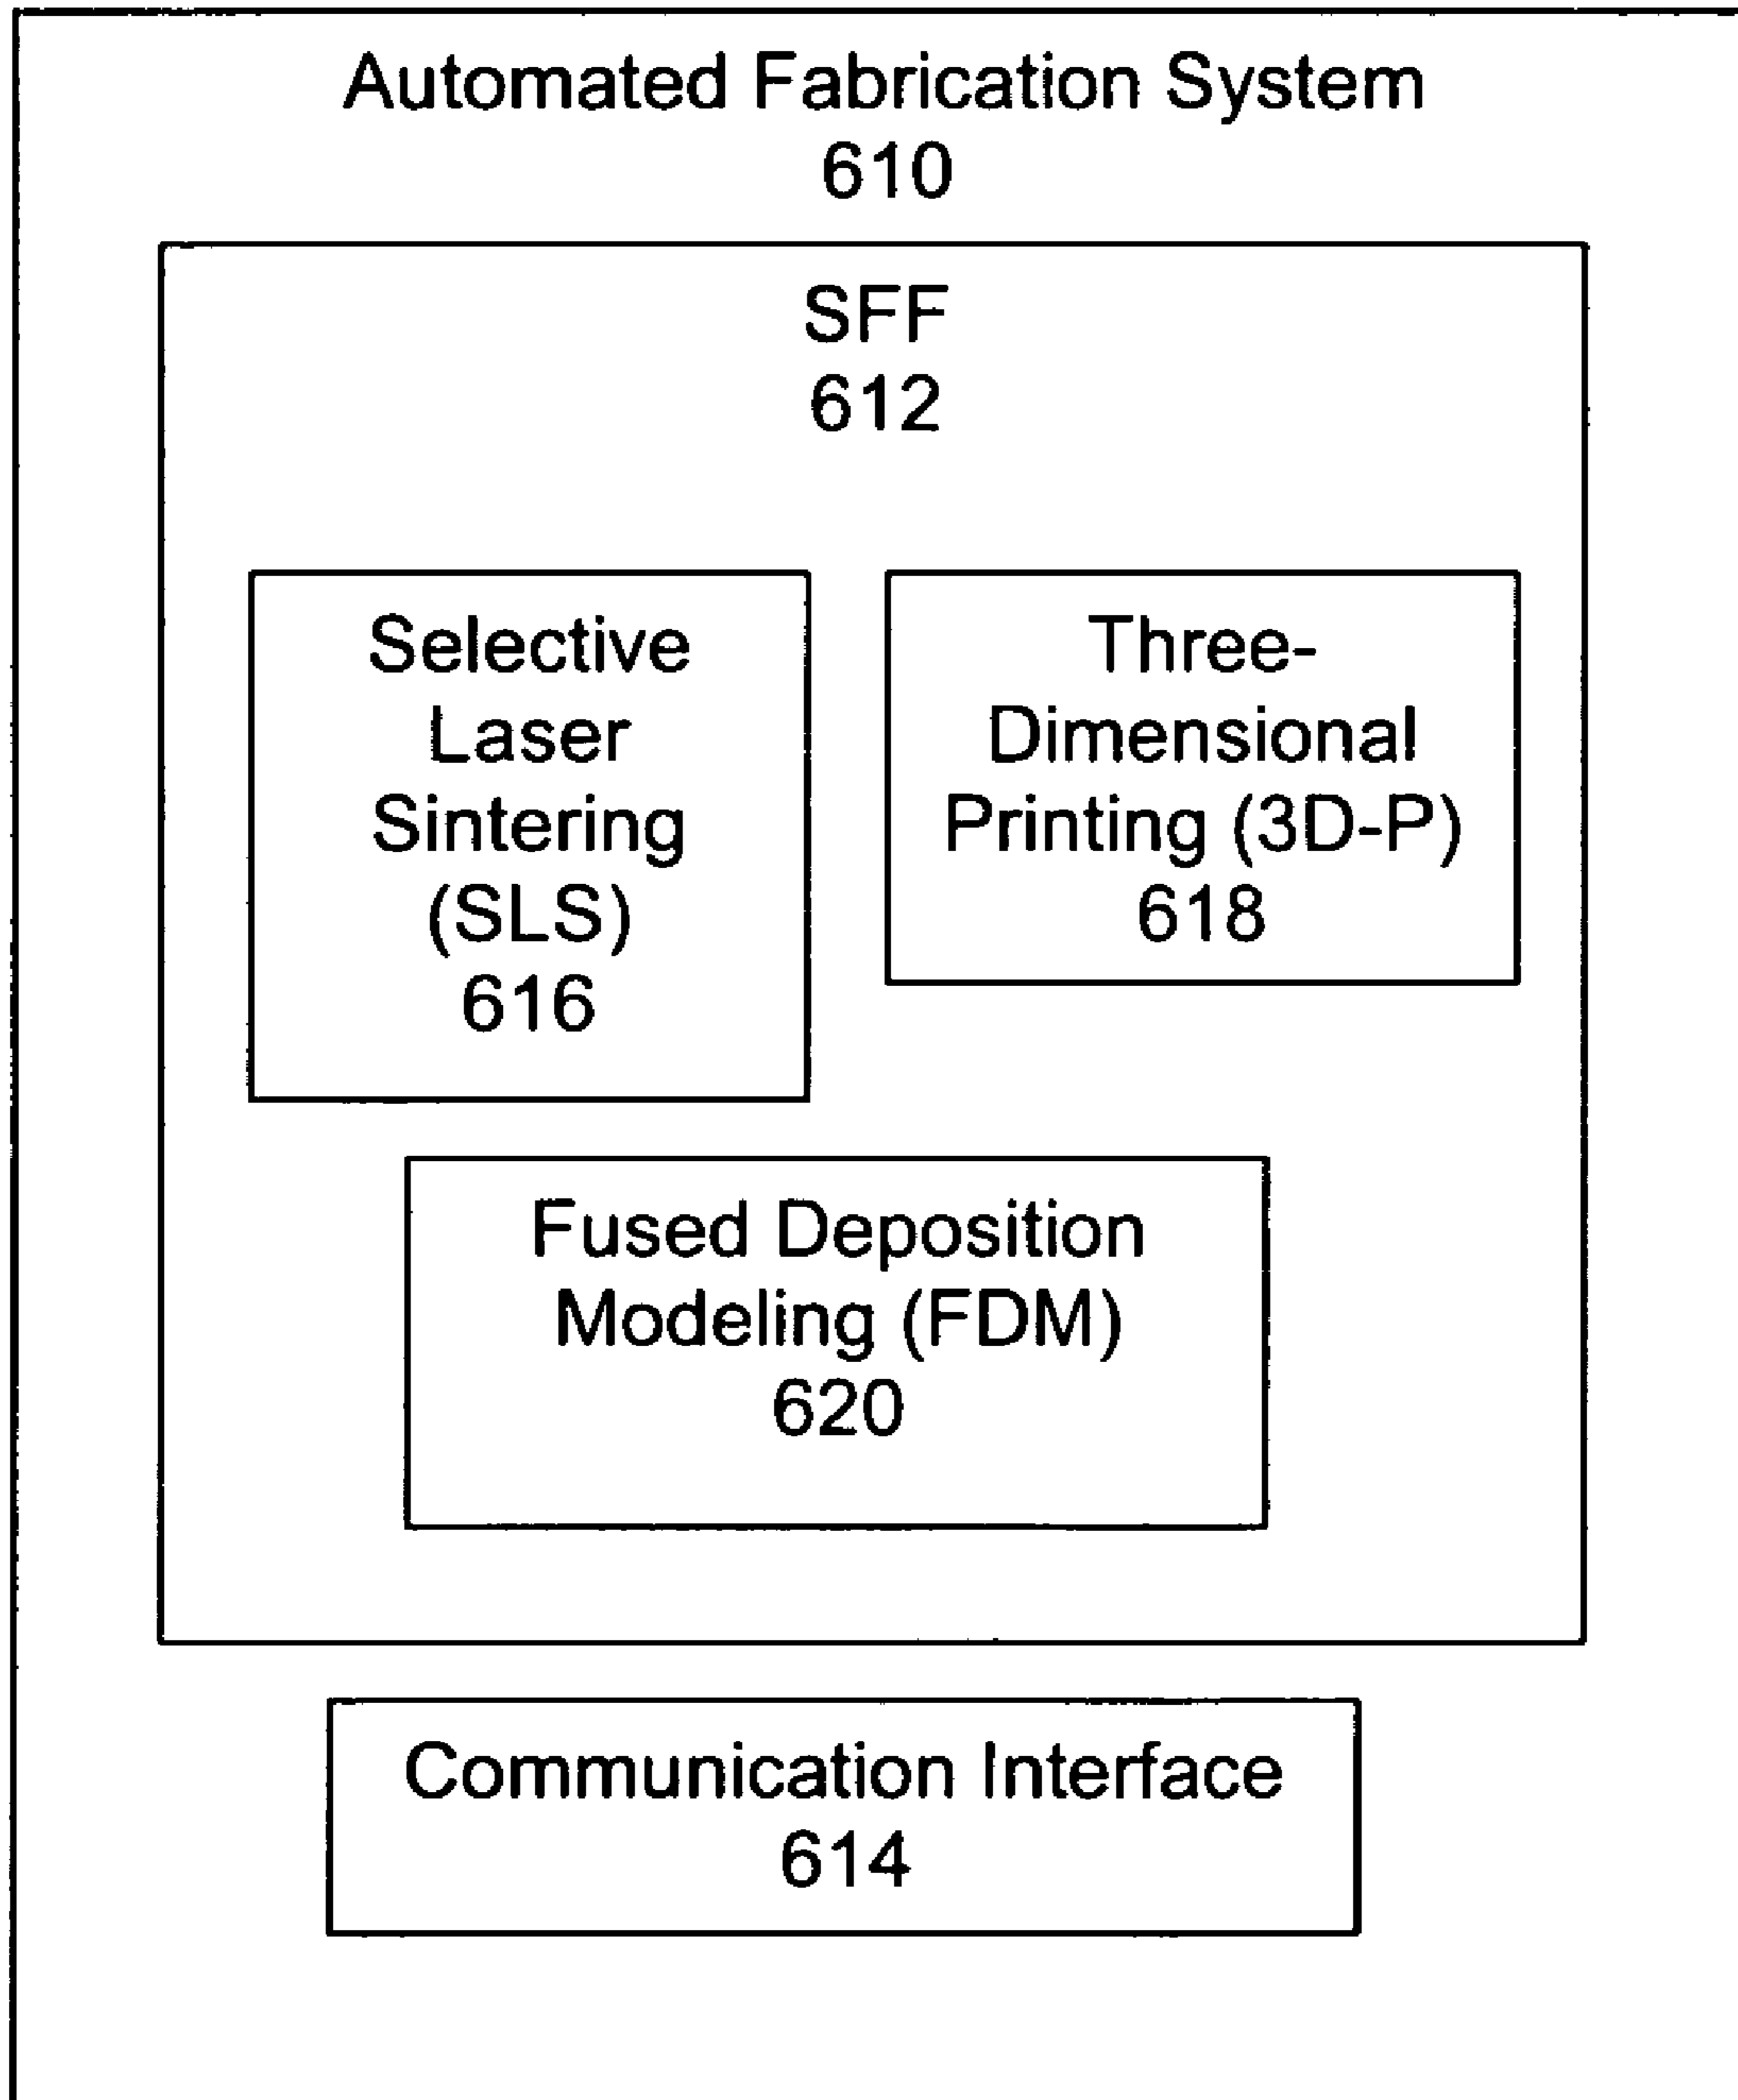 Automated Fabrication System
610
SFF
612
Selective
Laser
Sintering
(SLS)
616
Three-
Dimensional
Printing (3D-P)
618
Fused Deposition
Modeling (FDM)
620
Communication Interface
614